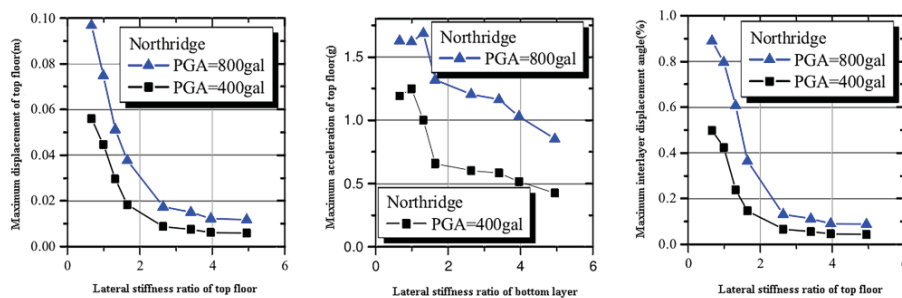 Maximum displacement of top floor(m)
0.10
0.08
0.06
0.04
0.02
0.00
0
2
4
6
Lateral stiffness ratio of top floor
Northridge
PGA=800gal
PGA=400gal
Maximum acceleration of top floor(g)
1.5
1.0
0.5
0.0
0
2
4
6
Lateral stiffness ratio of bottom layer
Northridge
PGA=800gal
Northridge
PGA=400gal
Maximum interlayer displacement angle(%)
1.0
0.8
0.6
0.4
0.2
0.0
0
2
4
6
Lateral stiffness ratio of top floor
Northridge
PGA=800gal
PGA=400gal